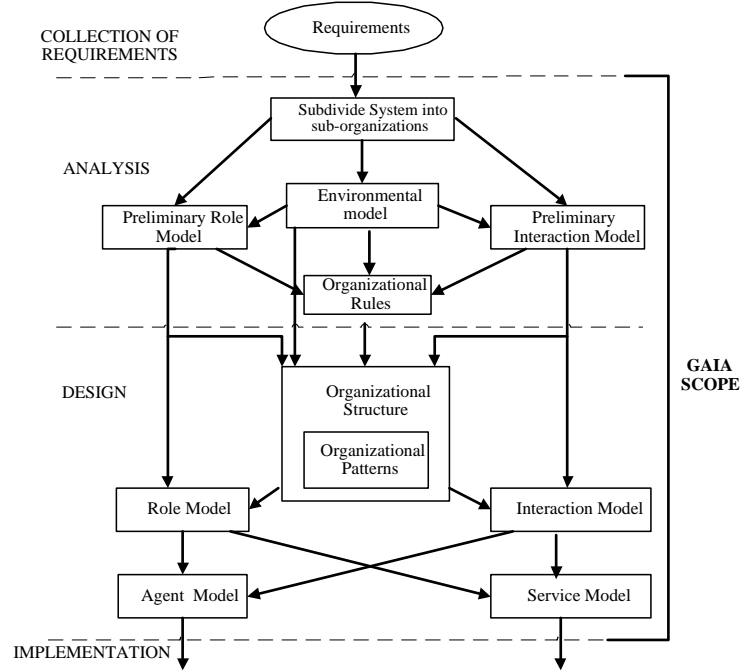 Requirements
COLLECTION OF
REQUIREMENTS
Subdivide System into
sub-organizations
ANALYSIS
Environmental
model
Preliminary Role
Model
Preliminary
Interaction Model
Organizational
Rules
GAIA
SCOPE
DESIGN
Organizational
Structure
Organizational
Patterns
Role Model
Interaction Model
Agent Model
Service Model
IMPLEMENTATION